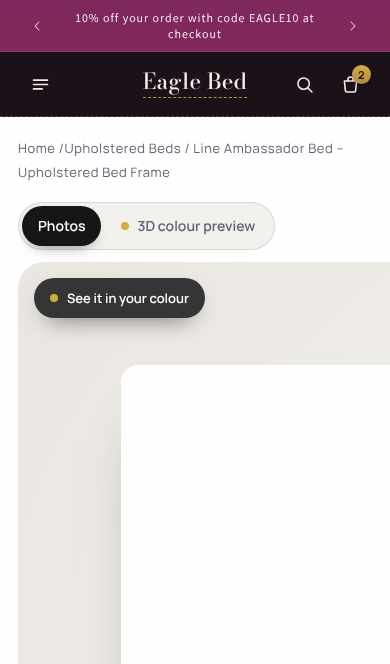 10% off your order with code EAGLE10 at
checkout
Eagle Bed
2
Home /Upholstered Beds / Line Ambassador Bed –
Upholstered Bed Frame
Photos
3D colour preview
See it in your colour